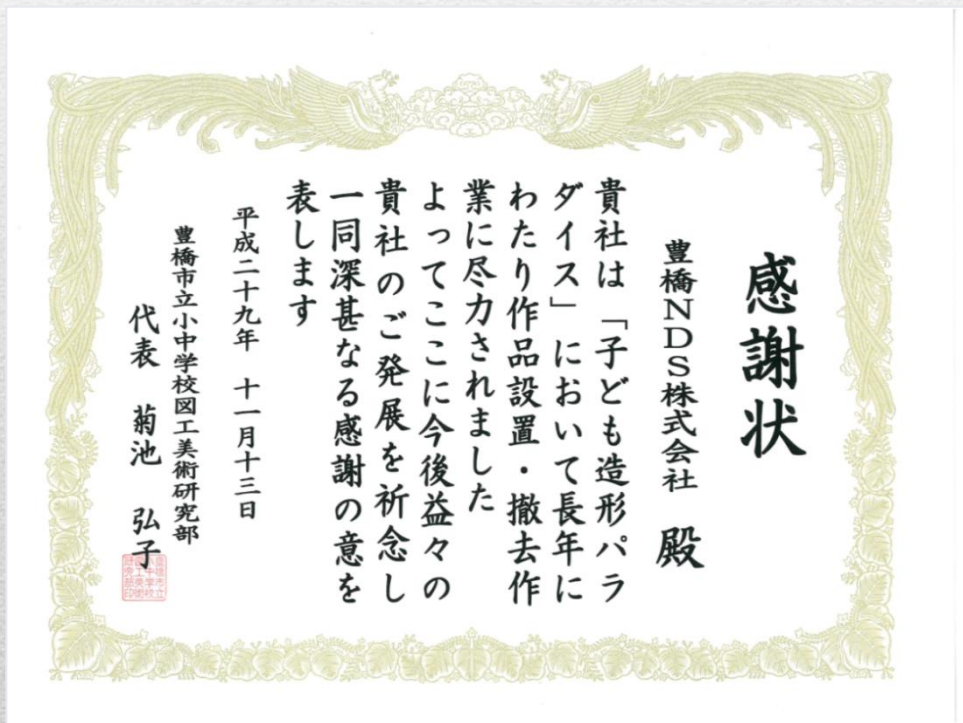 感謝状
豊橋NDS株式会社 殿
貴社は「子ども造形パラ
ダイス」において長年に
わたり作品設置・撤去作
業に尽力されました
よってここに今後益々の
貴社のご発展を祈念し
一同深甚なる感謝の意を
表します
平成二十九年 十一月十三日
豊橋市立小中学校図工美術研究部
代表 菊池 弘子